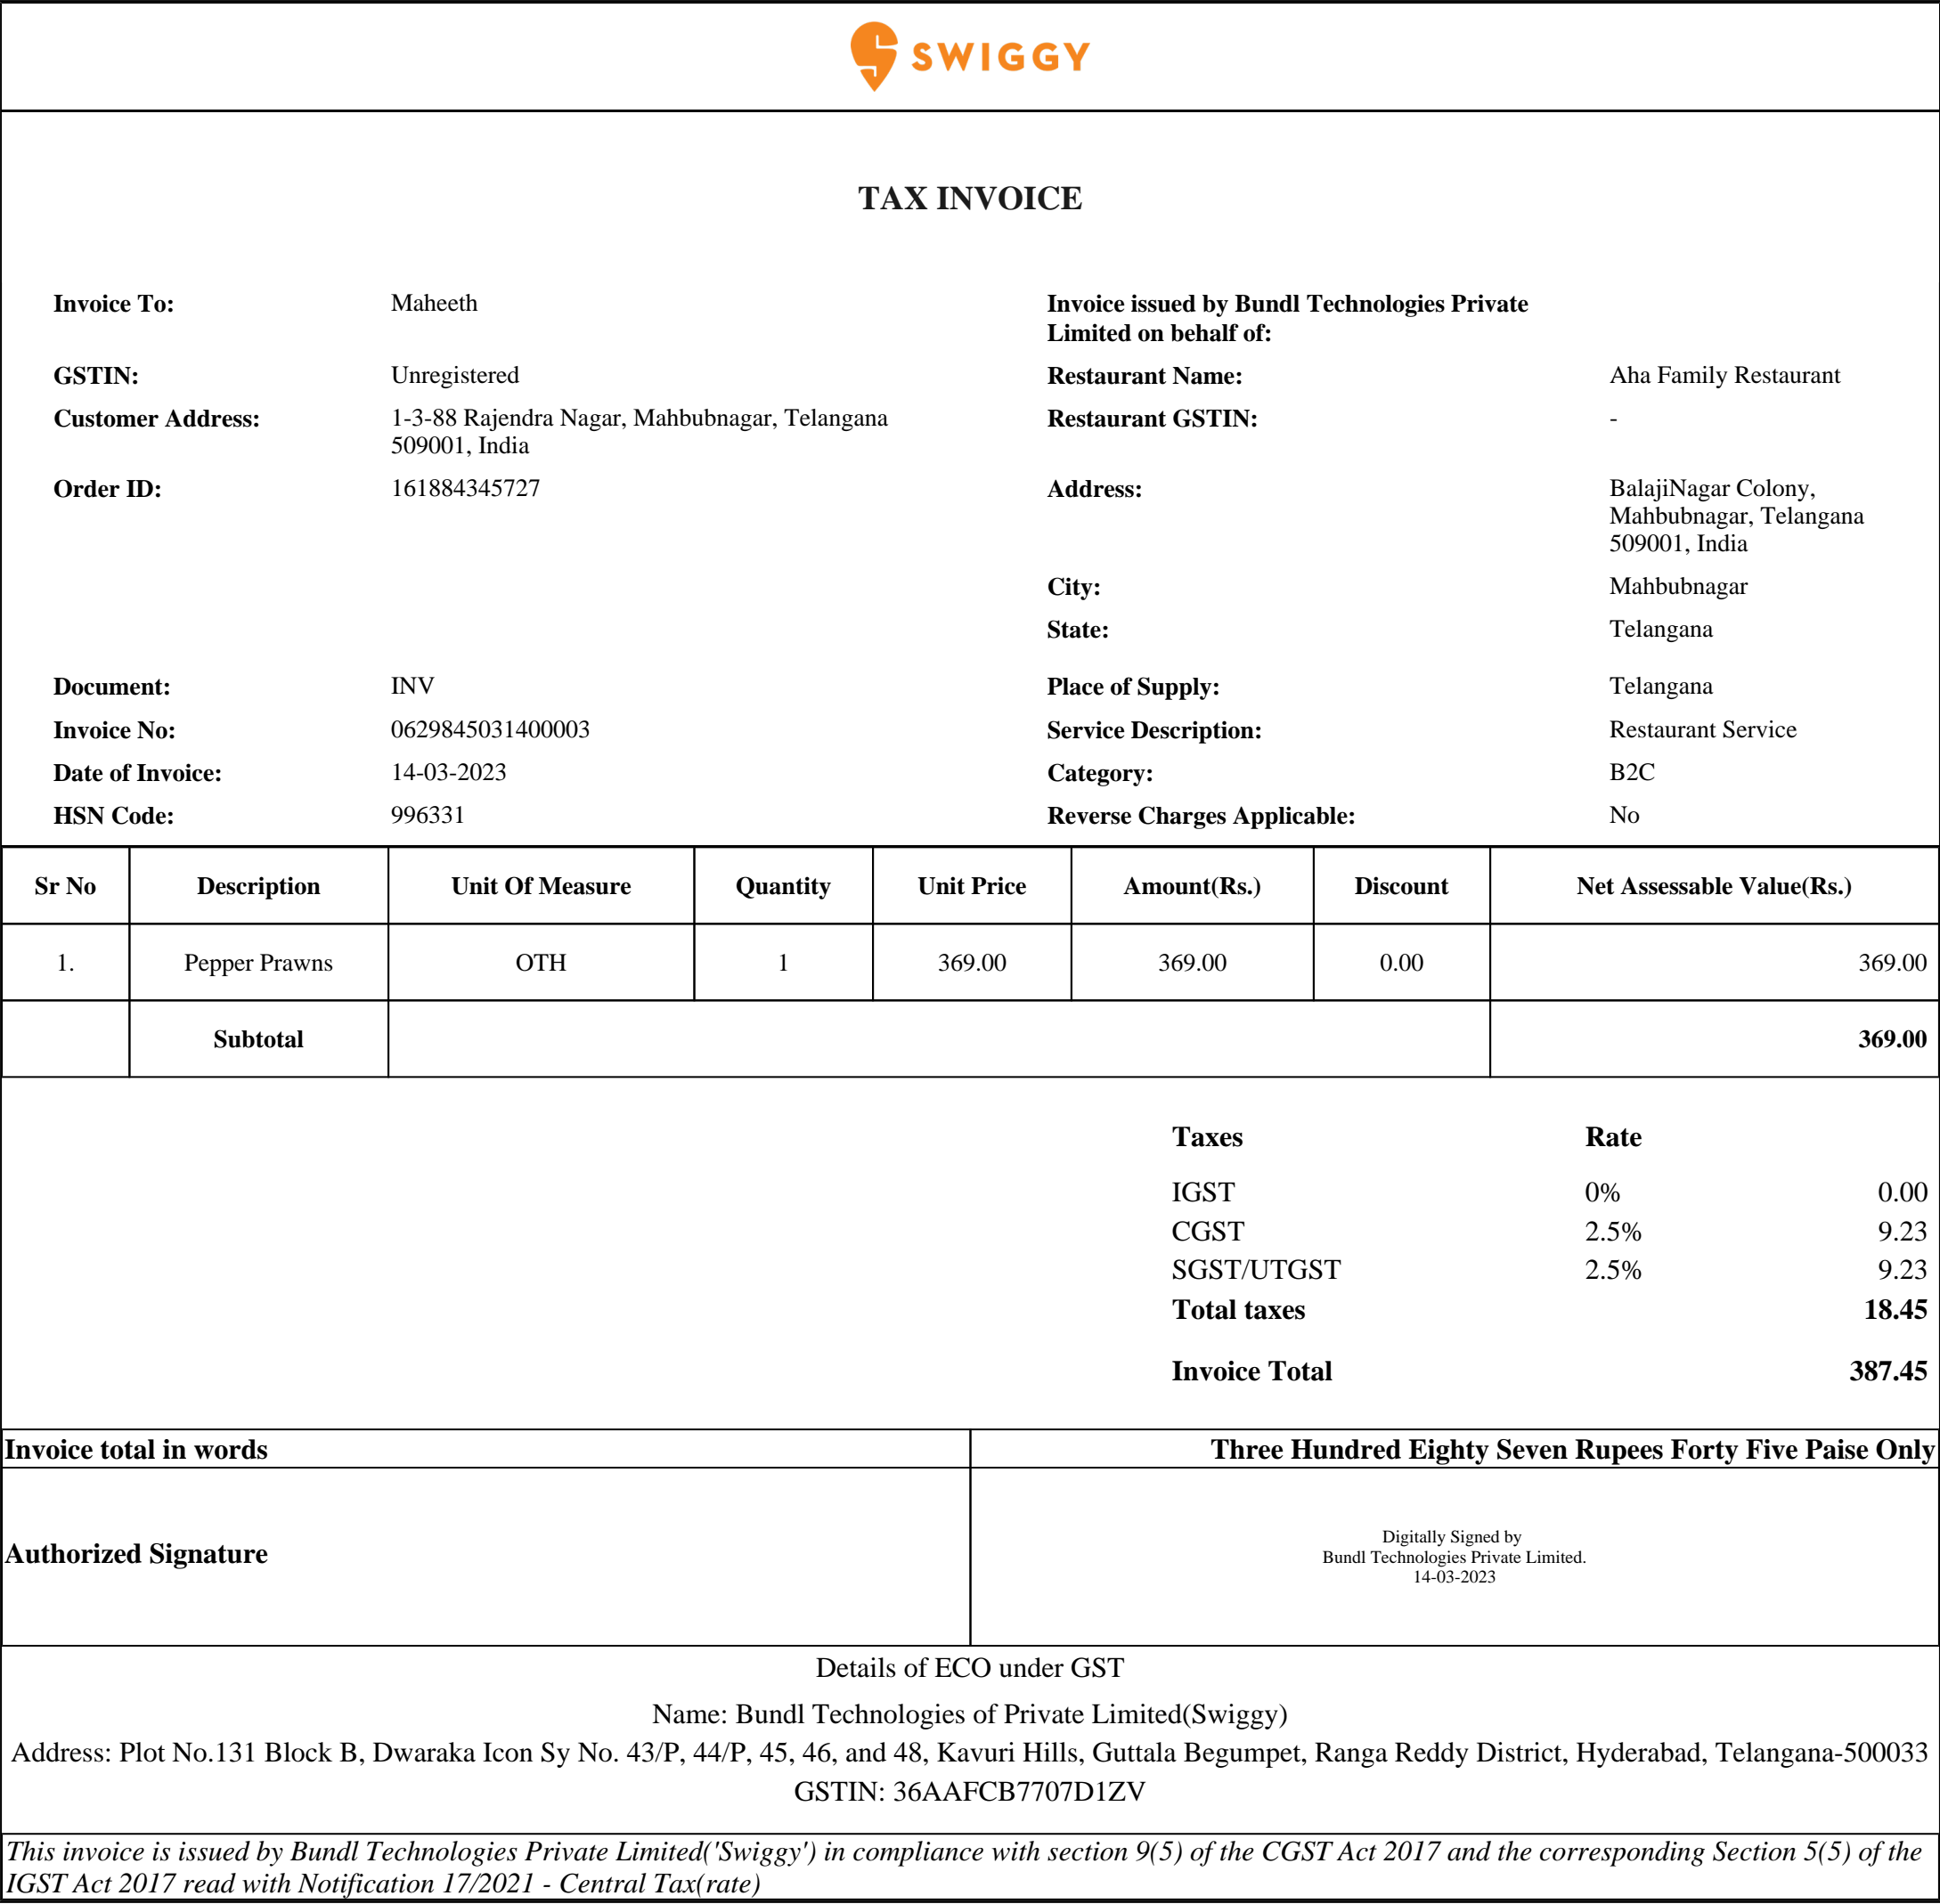 SWIGGY
TAX INVOICE
Invoice To: Maheeth Invoice issued by Bundl Technologies Private
Limited on behalf of:
GSTIN: Unregistered Restaurant Name: Aha Family Restaurant
Customer Address: 1-3-88 Rajendra Nagar, Mahbubnagar, Telangana Restaurant GSTIN: -
509001, India
Order ID: 161884345727 Address: BalajiNagar Colony,
Mahbubnagar, Telangana
509001, India
City: Mahbubnagar
State: Telangana
Document: INV Place of Supply: Telangana
Invoice No: 0629845031400003 Service Description: Restaurant Service
Date of Invoice: 14-03-2023 Category: B2C
HSN Code: 996331 Reverse Charges Applicable: No
Sr No Description Unit Of Measure Quantity Unit Price Amount(Rs.) Discount Net Assessable Value(Rs.)
1. Pepper Prawns OTH 1 369.00 369.00 0.00 369.00
Subtotal 369.00
Taxes Rate
IGST 0% 0.00
CGST 2.5% 9.23
SGST/UTGST 2.5% 9.23
Total taxes 18.45
Invoice Total 387.45
Invoice total in words Three Hundred Eighty Seven Rupees Forty Five Paise Only
Authorized Signature
Digitally Signed by
Bundl Technologies Private Limited.
14-03-2023
Details of ECO under GST
Name: Bundl Technologies of Private Limited(Swiggy)
Address: Plot No.131 Block B, Dwaraka Icon Sy No. 43/P, 44/P, 45, 46, and 48, Kavuri Hills, Guttala Begumpet, Ranga Reddy District, Hyderabad, Telangana-500033
GSTIN: 36AAFCB7707D1ZV
This invoice is issued by Bundl Technologies Private Limited('Swiggy') in compliance with section 9(5) of the CGST Act 2017 and the corresponding Section 5(5) of the
IGST Act 2017 read with Notification 17/2021 - Central Tax(rate)